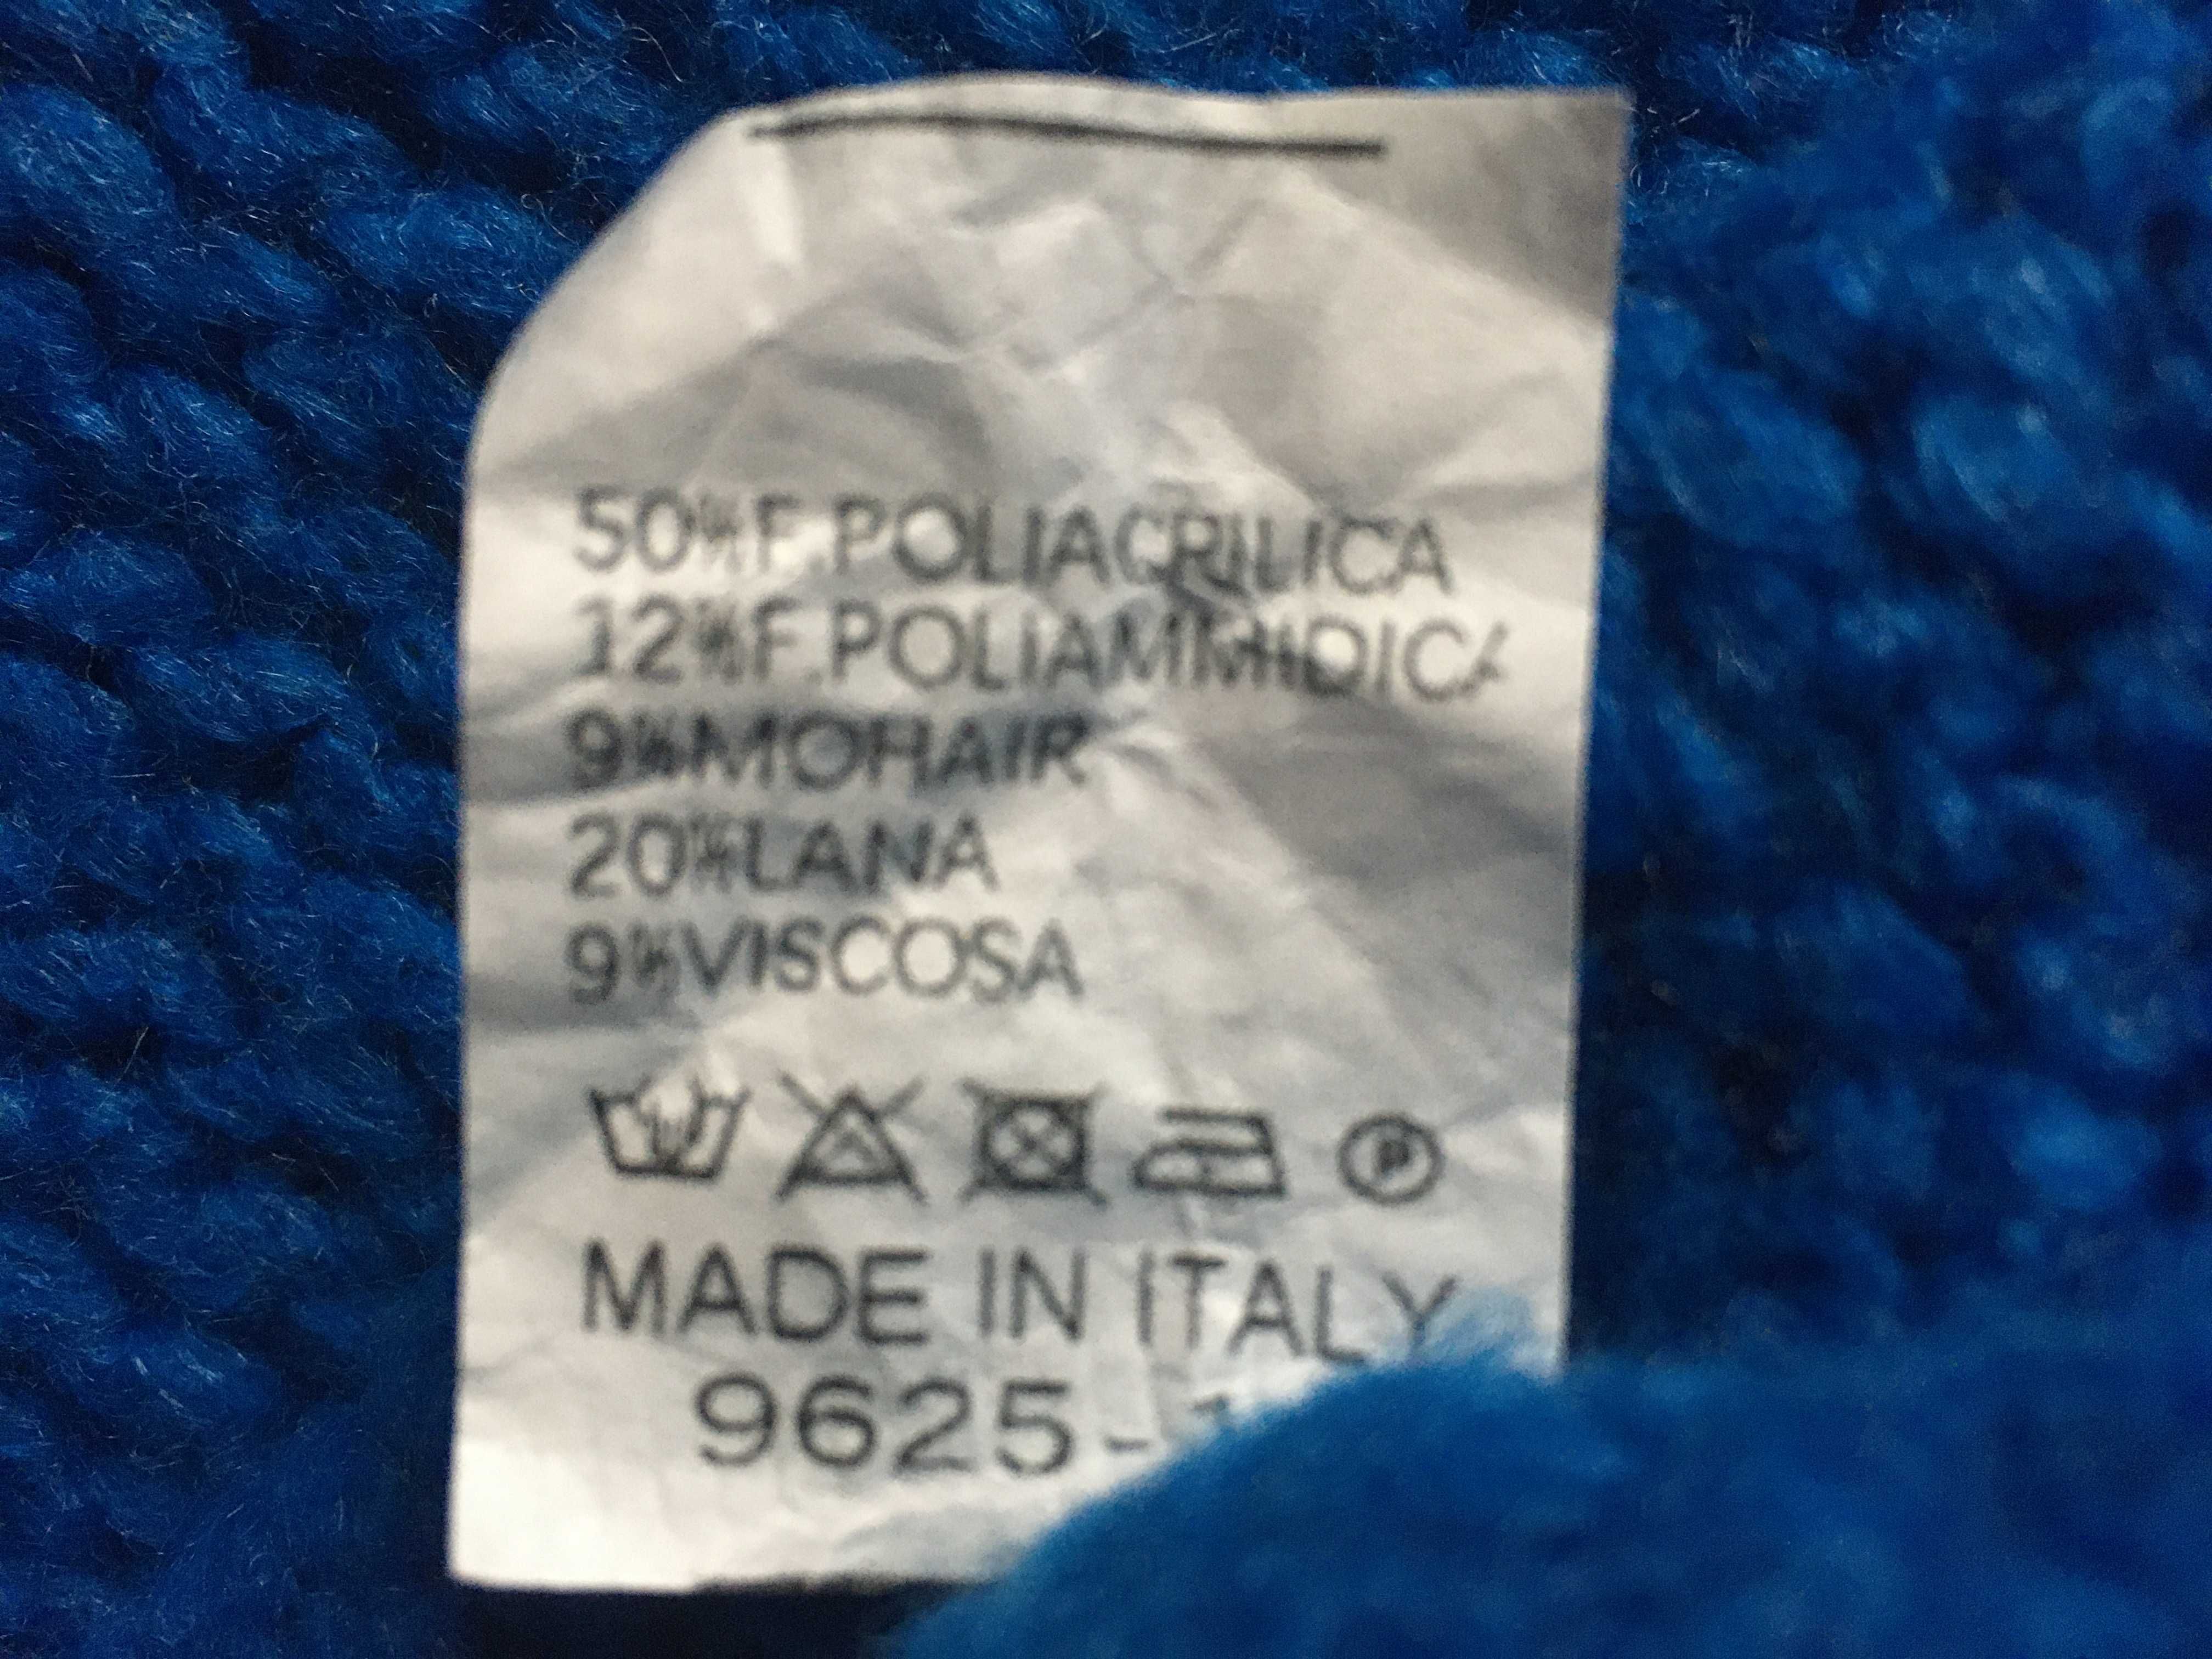 50%F.POLIACRILICA
12%F.POLIAMMIDICA
9%MOHAIR
20%LANA
9%VISCOSA
P
MADE IN ITALY
9625-